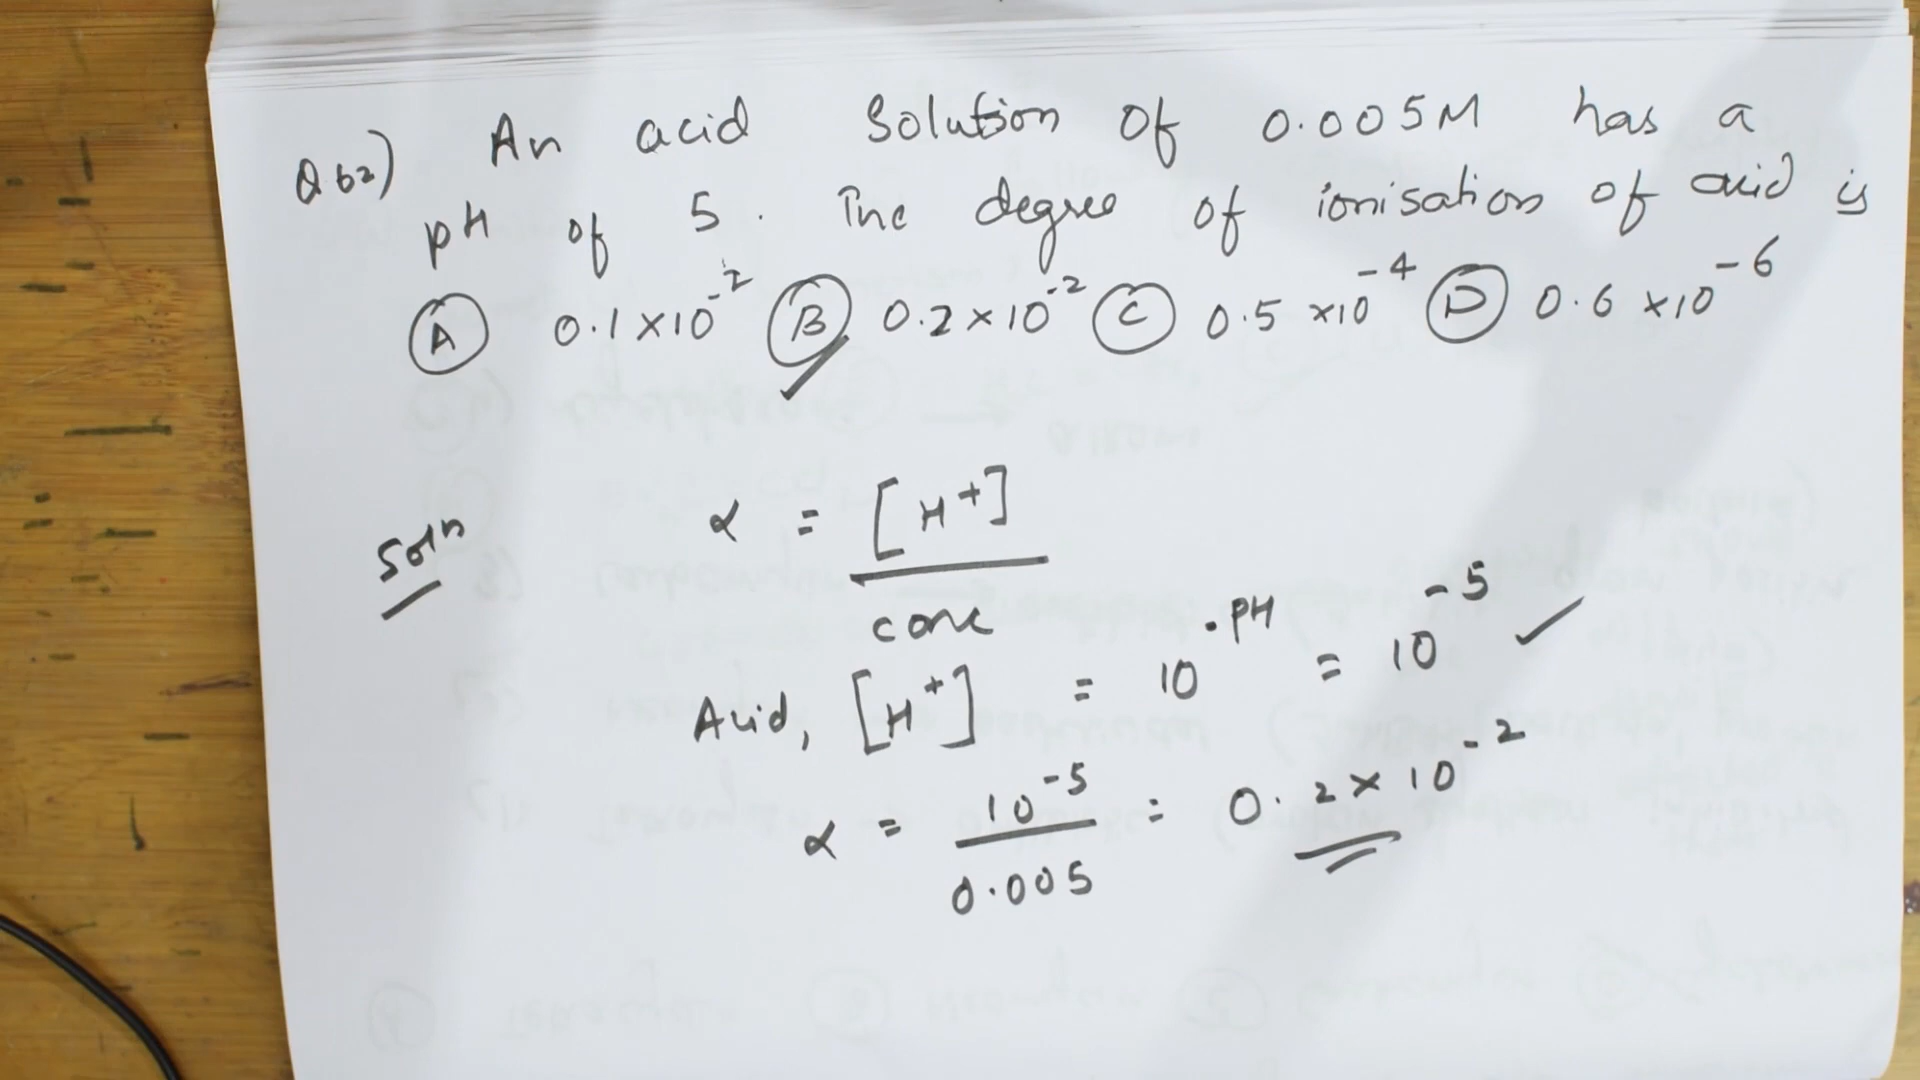 Q 62) An acid solution of 0.005M has a
pH of 5. The degree of ionisation of acid is
A 0.1 × 10⁻² B 0.2 × 10⁻² C 0.5 × 10⁻⁴ D 0.6 × 10⁻⁶
Soln α = [H⁺] / conc
Acid, [H⁺] = 10⁻ᵖᴴ = 10⁻⁵ ✓
α = 10⁻⁵ / 0.005 = 0.2 × 10⁻²